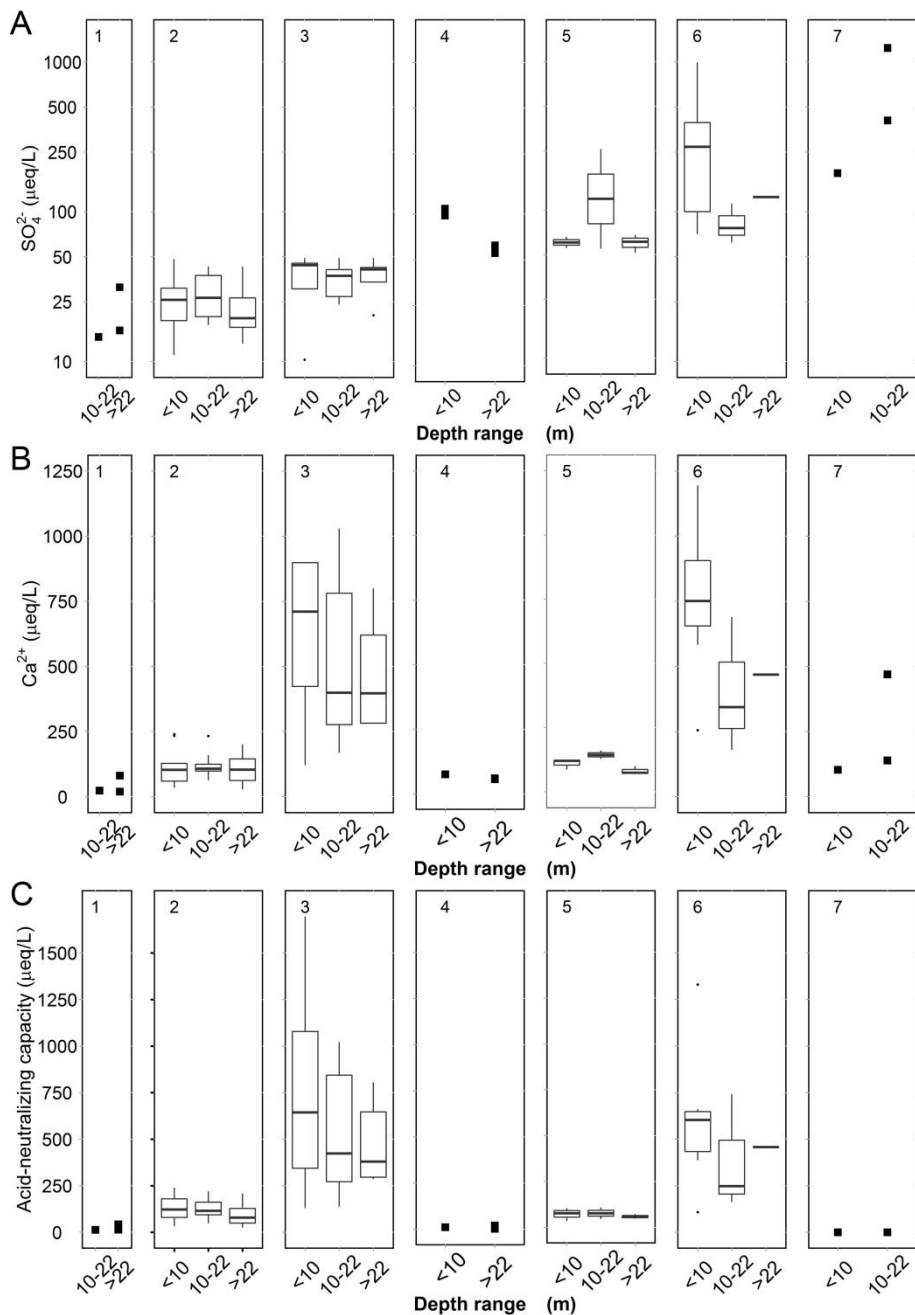 A
1 2 3 4 5 6 7
SO₄²⁻ (µeq/L)
1000
500
250
100
50
25
10
10-22 >22 <10 10-22 >22 <10 10-22 >22 <10 >22 <10 10-22 >22 <10 10-22 >22 <10 10-22
Depth range (m)
B
1 2 3 4 5 6 7
Ca²⁺ (µeq/L)
1250
1000
750
500
250
0
10-22 >22 <10 10-22 >22 <10 10-22 >22 <10 >22 <10 10-22 >22 <10 10-22 >22 <10 10-22
Depth range (m)
C
1 2 3 4 5 6 7
Acid-neutralizing capacity (µeq/L)
1500
1250
1000
750
500
250
0
10-22 >22 <10 10-22 >22 <10 10-22 >22 <10 >22 <10 10-22 >22 <10 10-22 >22 <10 10-22
Depth range (m)